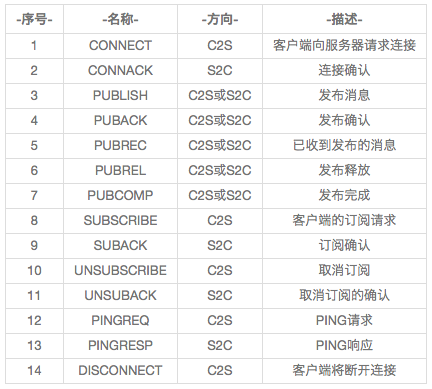 -序号- -名称- -方向- -描述-
1 CONNECT C2S 客户端向服务器请求连接
2 CONNACK S2C 连接确认
3 PUBLISH C2S或S2C 发布消息
4 PUBACK C2S或S2C 发布确认
5 PUBREC C2S或S2C 已收到发布的消息
6 PUBREL C2S或S2C 发布释放
7 PUBCOMP C2S或S2C 发布完成
8 SUBSCRIBE C2S 客户端的订阅请求
9 SUBACK S2C 订阅确认
10 UNSUBSCRIBE C2S 取消订阅
11 UNSUBACK S2C 取消订阅的确认
12 PINGREQ C2S PING请求
13 PINGRESP S2C PING响应
14 DISCONNECT C2S 客户端将断开连接